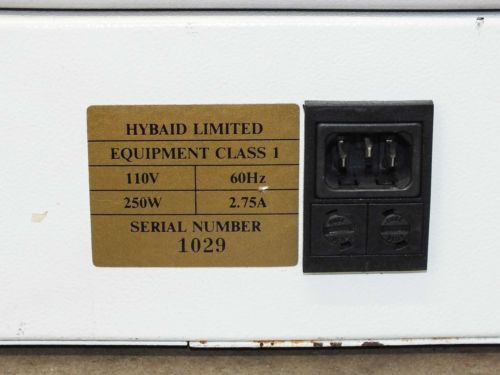 HYBAID LIMITED
EQUIPMENT CLASS 1
110V 60Hz
250W 2.75A
SERIAL NUMBER
1029